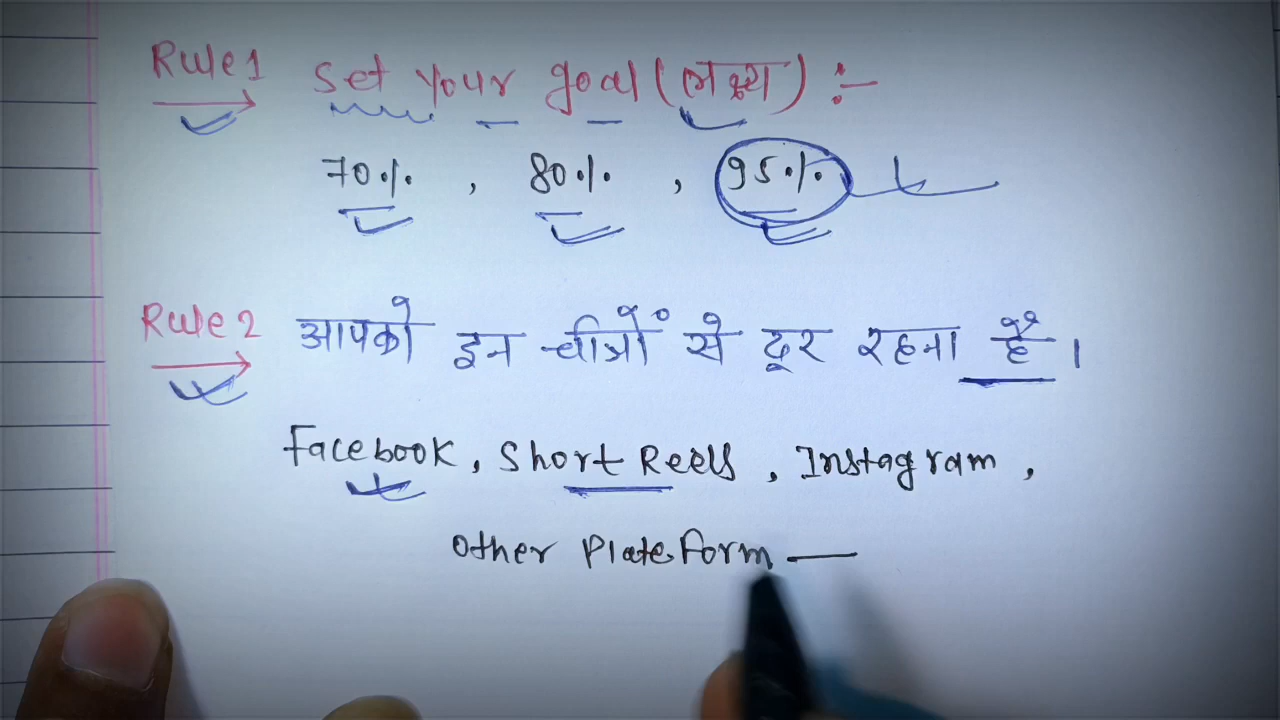 Rule 1 Set Your goal (लक्ष्य) :-
70%, 80%, 95%
Rule 2 आपको इन चीजों से दूर रहना है।
Facebook, Short Reels, Instagram,
Other Plateform —